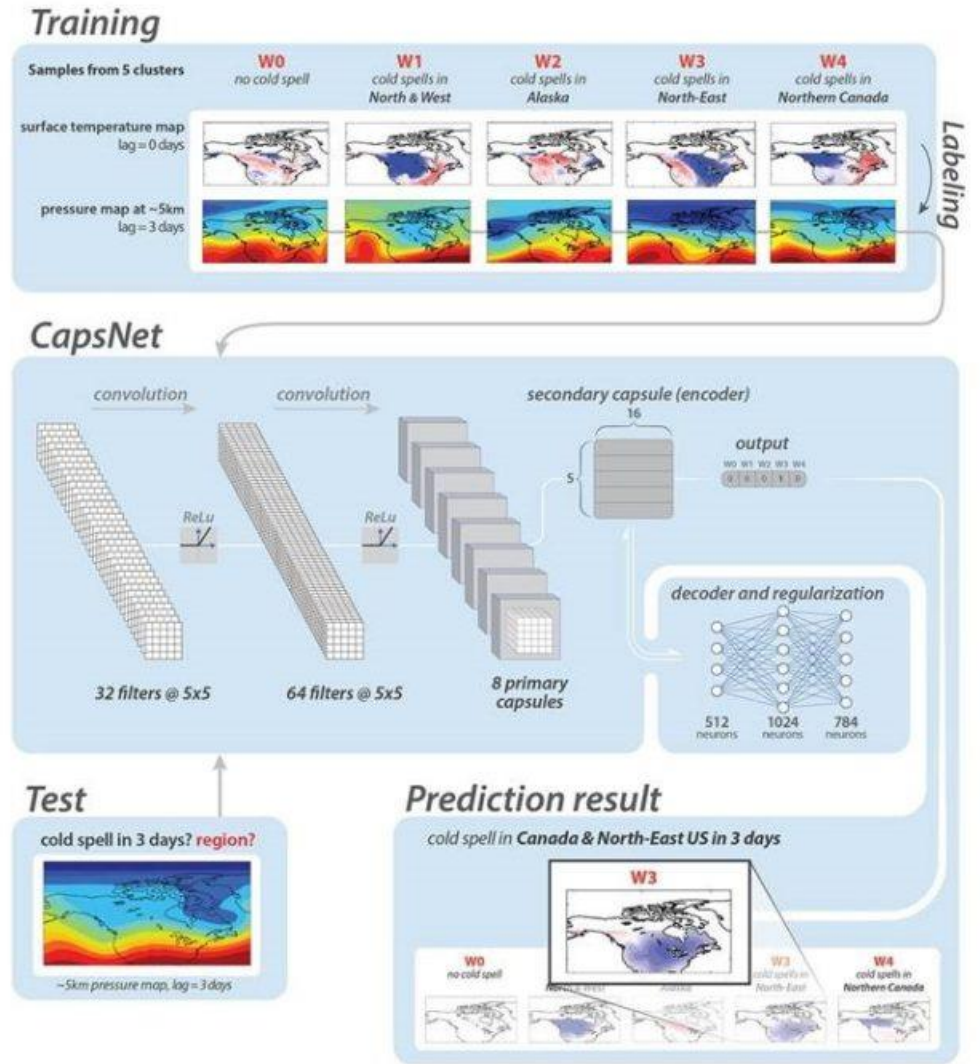 Training
Samples from 5 clusters
W0
no cold spell
W1
cold spells in
North & West
W2
cold spells in
Alaska
W3
cold spells in
North-East
W4
cold spells in
Northern Canada
surface temperature map
lag = 0 days
pressure map at ~5km
lag = 3 days
Labeling
CapsNet
convolution
convolution
ReLu
ReLu
32 filters @ 5x5
64 filters @ 5x5
8 primary
capsules
secondary capsule (encoder)
16
5
output
W0 W1 W2 W3 W4
0 0 0 1 0
decoder and regularization
512
neurons
1024
neurons
784
neurons
Test
cold spell in 3 days? region?
~5km pressure map, lag = 3 days
Prediction result
cold spell in Canada & North-East US in 3 days
W3
W0
no cold spell
North & West
Alaska
W3
cold spells in
North-East
W4
cold spells in
Northern Canada